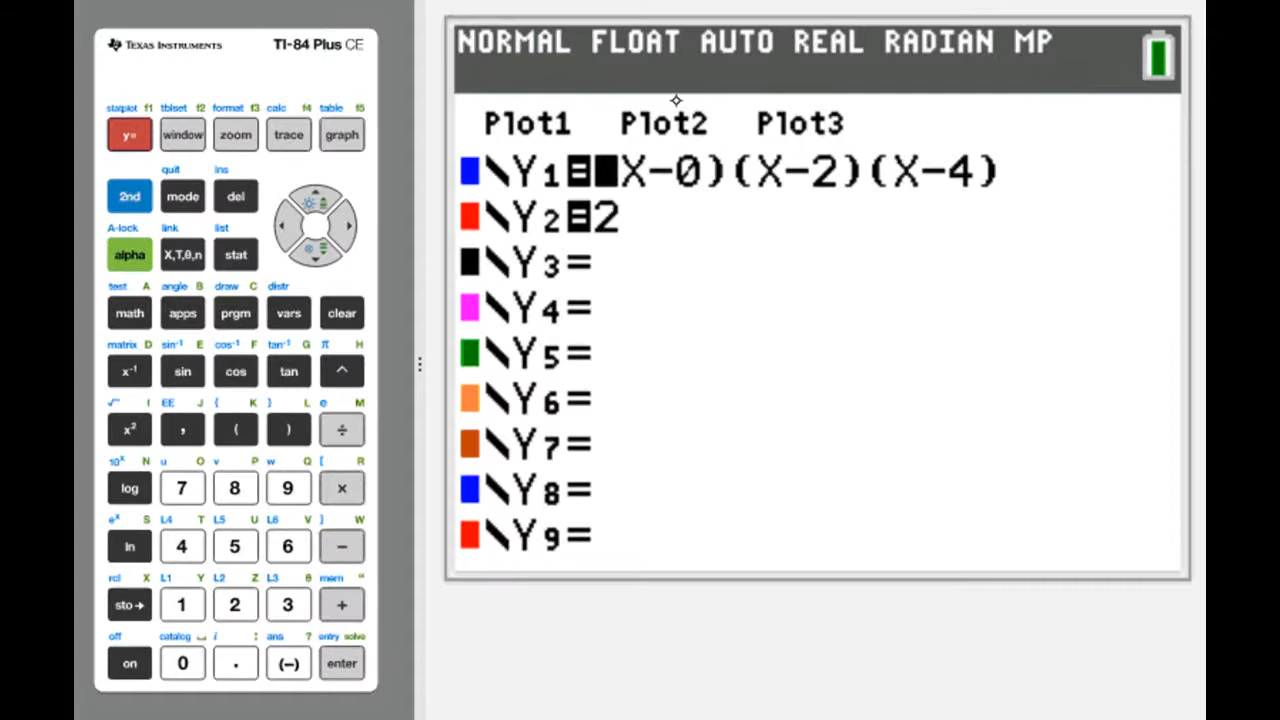 TEXAS INSTRUMENTS TI-84 Plus CE
statplot f1 tblset f2 format f3 calc f4 table f5
y= window zoom trace graph
quit ins
2nd mode del
A-lock link list
alpha X,T,θ,n stat
test A angle B draw C distr
math apps prgm vars clear
matrix D sin⁻¹ E cos⁻¹ F tan⁻¹ G π H
x⁻¹ sin cos tan ^
√‾ I EE J { K } L e M
x² , ( ) ÷
10ˣ N u O v P w Q [ R
log 7 8 9 ×
eˣ S L4 T L5 U L6 V ] W
ln 4 5 6 −
rcl X L1 Y L2 Z L3 θ mem "
sto→ 1 2 3 +
off catalog ⎵ i : ans ? entry solve
on 0 . (−) enter
NORMAL FLOAT AUTO REAL RADIAN MP
Plot1 Plot2 Plot3
\Y1=X-0)(X-2)(X-4)
\Y2=2
\Y3=
\Y4=
\Y5=
\Y6=
\Y7=
\Y8=
\Y9=